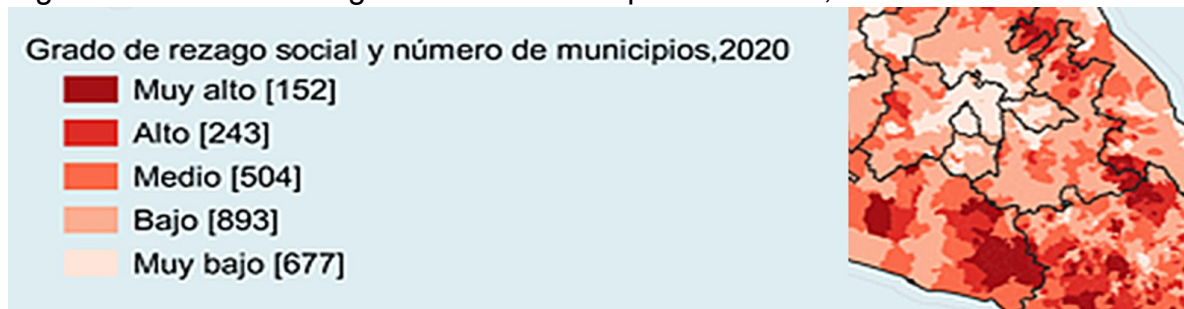 Grado de rezago social y número de municipios,2020
Muy alto [152]
Alto [243]
Medio [504]
Bajo [893]
Muy bajo [677]